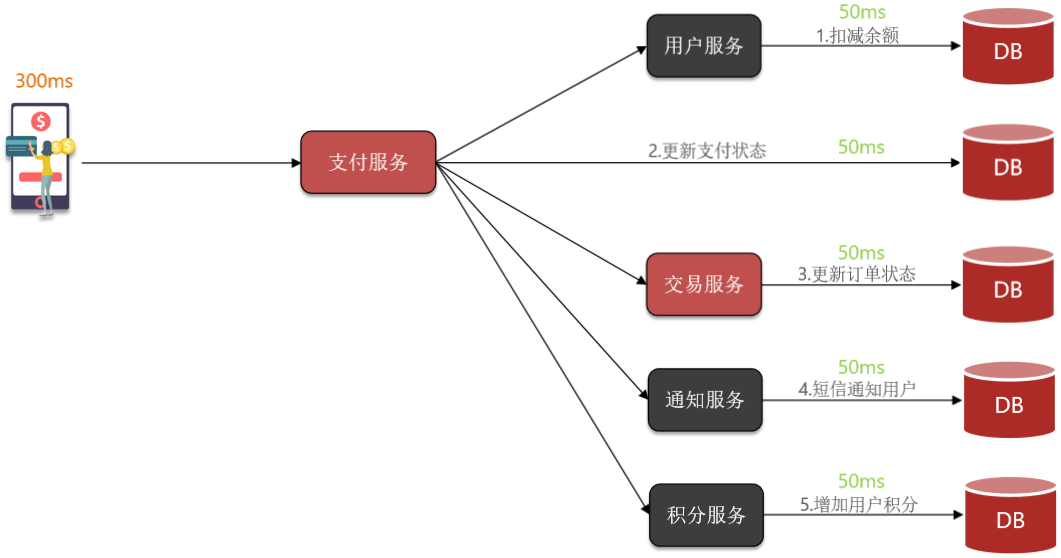 300ms
$
$
$
支付服务
用户服务
50ms
1.扣减余额
DB
2.更新支付状态
50ms
DB
交易服务
50ms
3.更新订单状态
DB
通知服务
50ms
4.短信通知用户
DB
积分服务
50ms
5.增加用户积分
DB